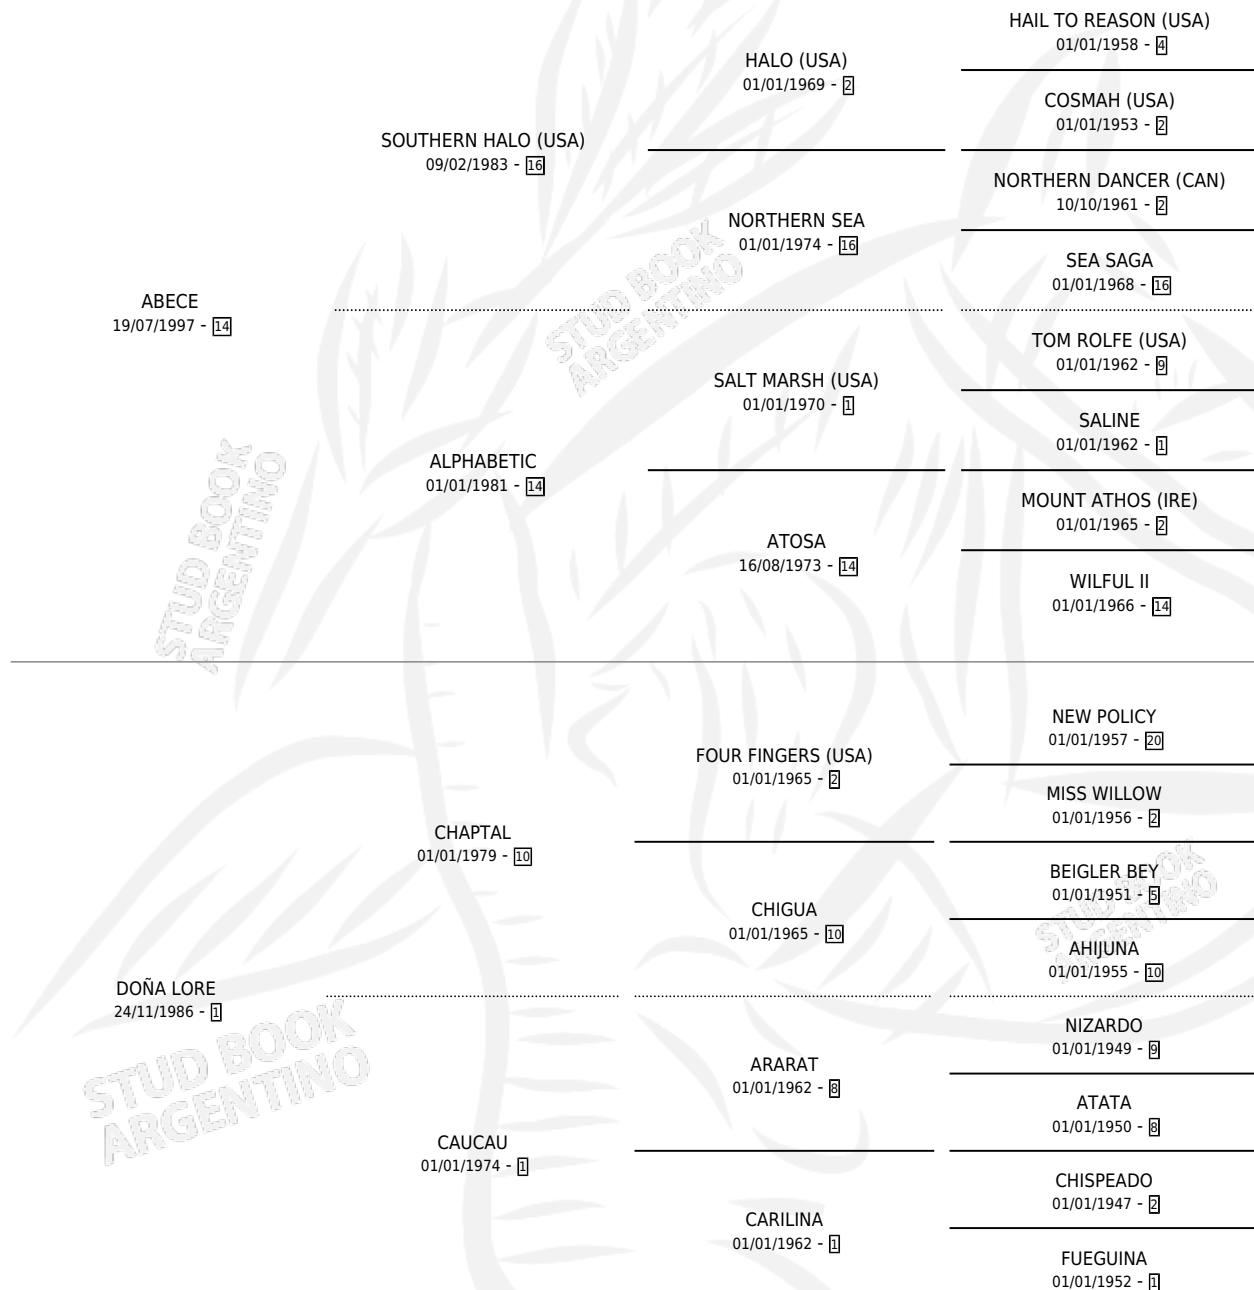 HAIL TO REASON (USA)
01/01/1958 - 4
HALO (USA)
01/01/1969 - 2
COSMAH (USA)
01/01/1953 - 2
SOUTHERN HALO (USA)
09/02/1983 - 16
NORTHERN DANCER (CAN)
10/10/1961 - 2
NORTHERN SEA
01/01/1974 - 16
SEA SAGA
01/01/1968 - 16
ABECE
19/07/1997 - 14
STUD BOOK
ARGENTINO
TOM ROLFE (USA)
01/01/1962 - 9
SALT MARSH (USA)
01/01/1970 - 1
SALINE
01/01/1962 - 1
ALPHABETIC
01/01/1981 - 14
MOUNT ATHOS (IRE)
01/01/1965 - 2
ATOSA
16/08/1973 - 14
WILFUL II
01/01/1966 - 14
STUD BOOK
ARGENTINO
NEW POLICY
01/01/1957 - 20
FOUR FINGERS (USA)
01/01/1965 - 2
MISS WILLOW
01/01/1956 - 2
CHAPTAL
01/01/1979 - 10
BEIGLER BEY
01/01/1951 - 5
CHIGUA
01/01/1965 - 10
STUD BOOK
ARGENTINO
AHIJUNA
01/01/1955 - 10
DOÑA LORE
24/11/1986 - 1
NIZARDO
01/01/1949 - 9
STUD BOOK
ARGENTINO
ARARAT
01/01/1962 - 8
ATATA
01/01/1950 - 8
CAUCAU
01/01/1974 - 1
CHISPEADO
01/01/1947 - 2
CARILINA
01/01/1962 - 1
FUEGUINA
01/01/1952 - 1